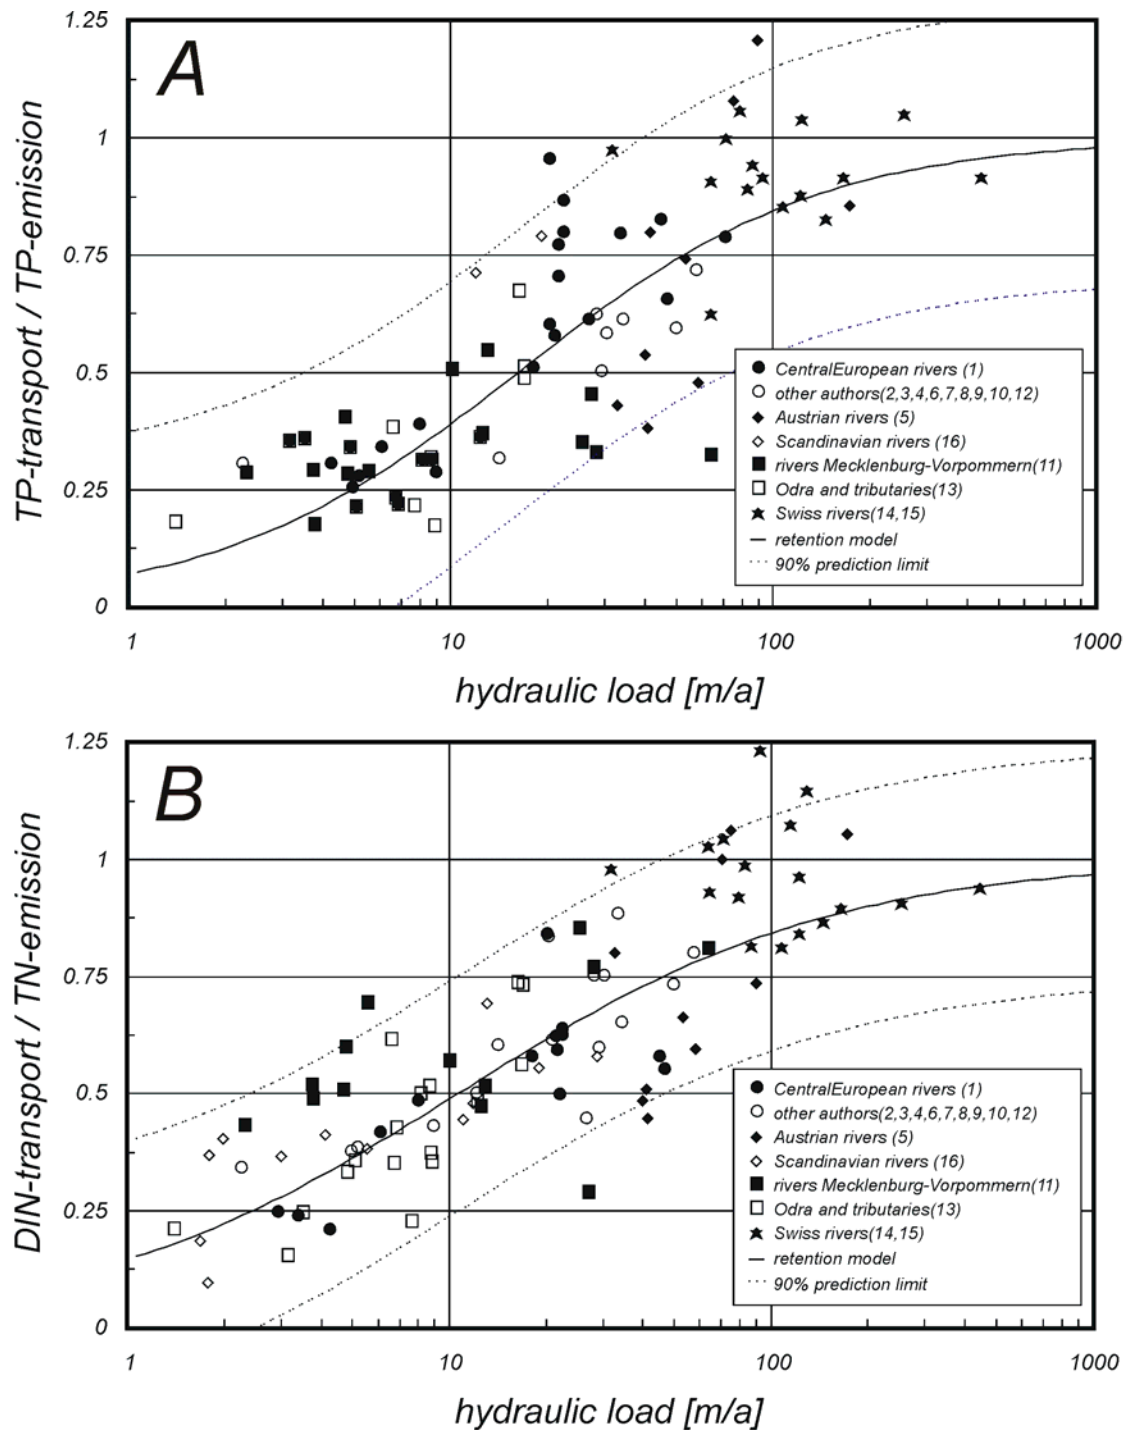 1.25
A
1
0.75
0.5
0.25
0
TP-transport / TP-emission
CentralEuropean rivers (1)
other authors(2,3,4,6,7,8,9,10,12)
Austrian rivers (5)
Scandinavian rivers (16)
rivers Mecklenburg-Vorpommern(11)
Odra and tributaries(13)
Swiss rivers(14,15)
retention model
90% prediction limit
1 10 100 1000
hydraulic load [m/a]
1.25
B
1
0.75
0.5
0.25
0
DIN-transport / TN-emission
CentralEuropean rivers (1)
other authors(2,3,4,6,7,8,9,10,12)
Austrian rivers (5)
Scandinavian rivers (16)
rivers Mecklenburg-Vorpommern(11)
Odra and tributaries(13)
Swiss rivers(14,15)
retention model
90% prediction limit
1 10 100 1000
hydraulic load [m/a]